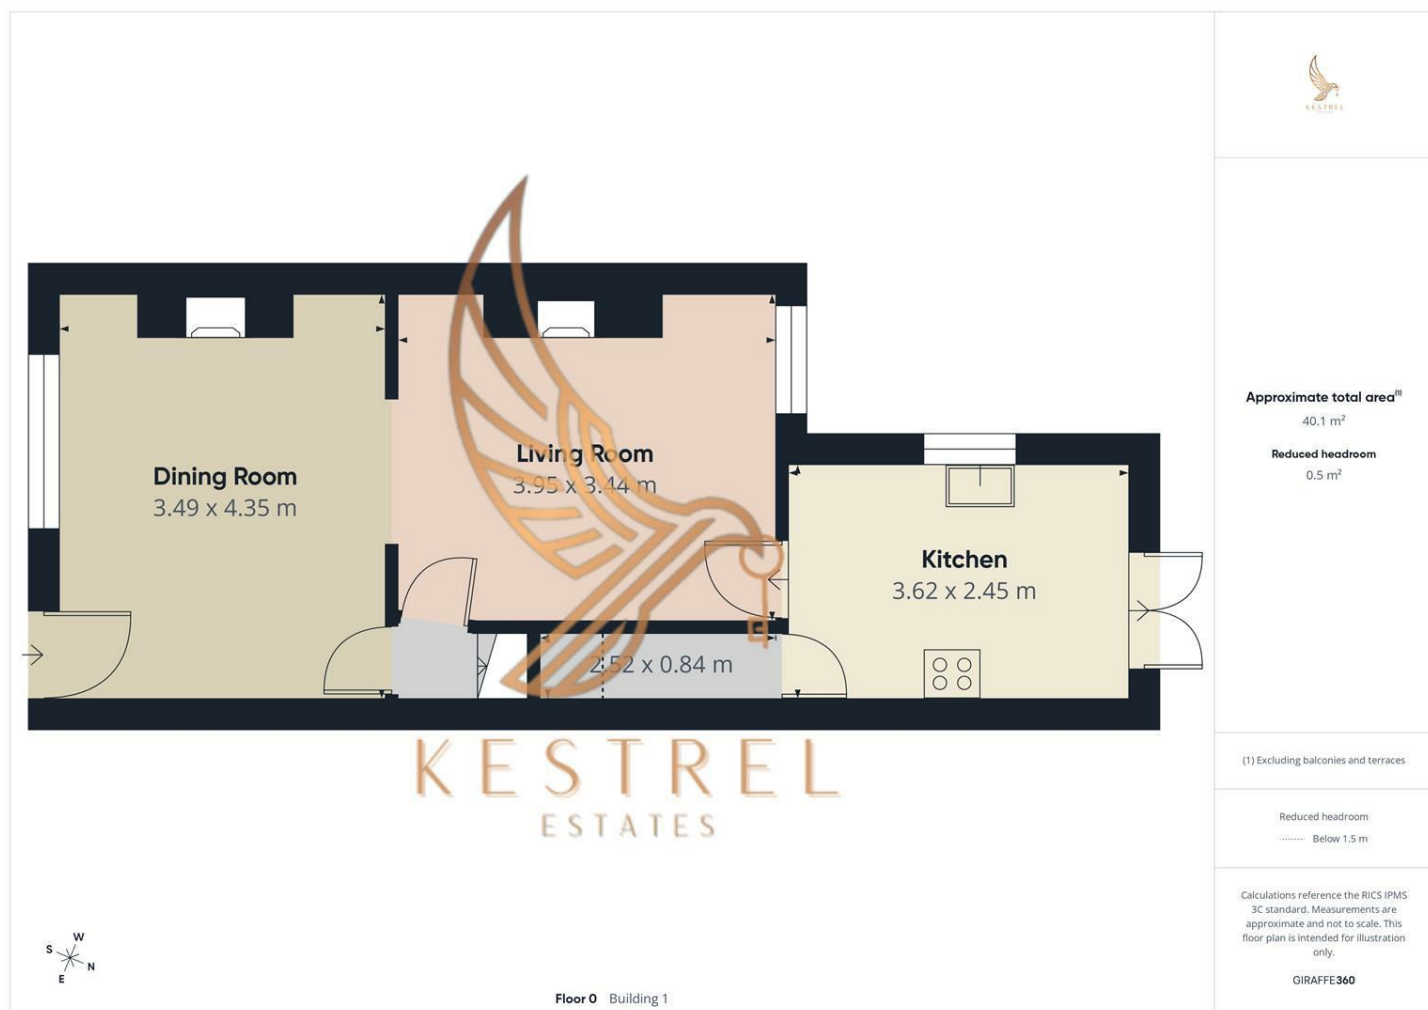 KESTREL
Dining Room
3.49 x 4.35 m
Living Room
3.95 x 3.44 m
Kitchen
3.62 x 2.45 m
2.52 x 0.84 m
E
KESTREL
ESTATES
Approximate total area(1)
40.1 m²
Reduced headroom
0.5 m²
(1) Excluding balconies and terraces
Reduced headroom
Below 1.5 m
Calculations reference the RICS IPMS
3C standard. Measurements are
approximate and not to scale. This
floor plan is intended for illustration
only.
GIRAFFE360
W
S
N
E
Floor 0 Building 1